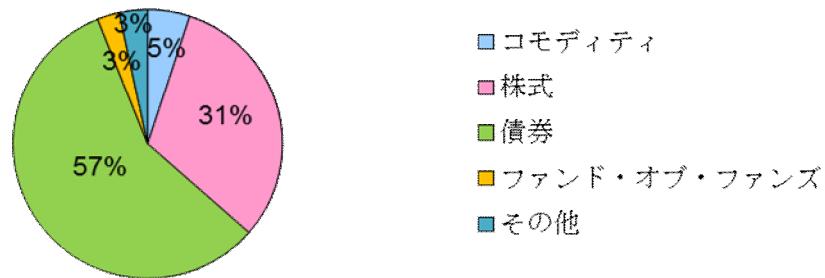 3%
5%
3%
31%
57%
コモディティ
株式
債券
ファンド・オブ・ファンズ
その他